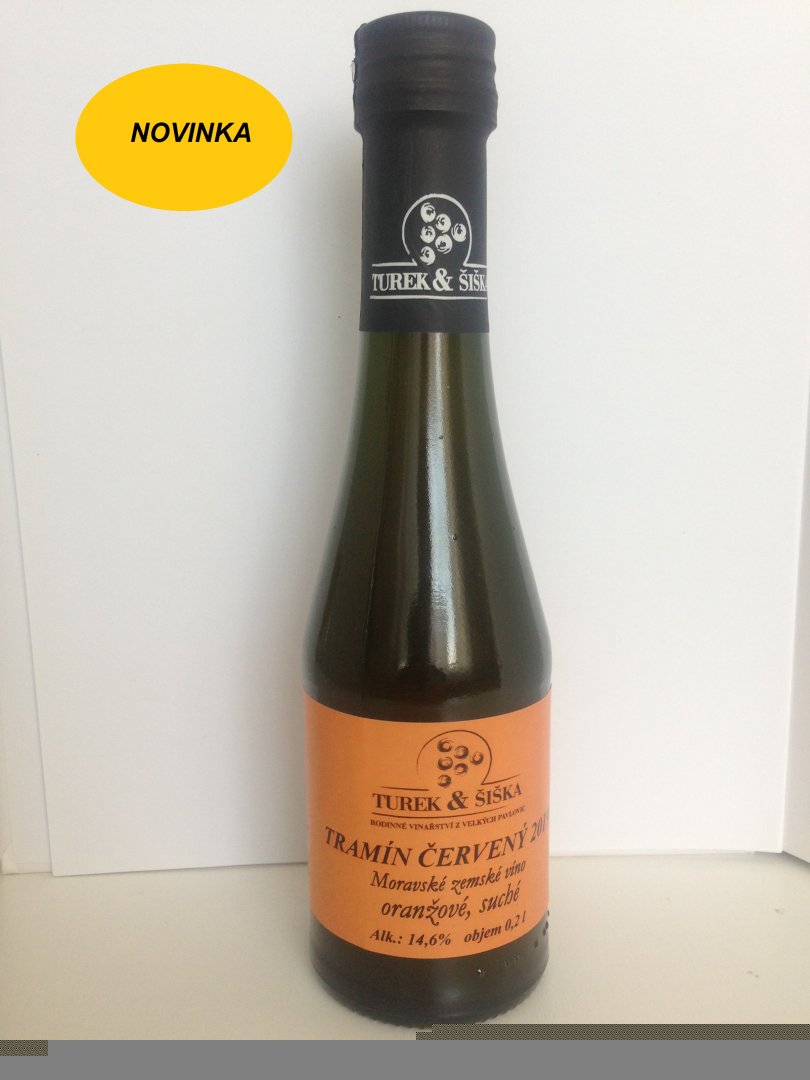 NOVINKA
TUREK & ŠIŠKA
TUREK & ŠIŠKA
RODINNÉ VINAŘSTVÍ Z VELKÝCH PAVLOVIC
TRAMÍN ČERVENÝ
Moravské zemské víno
oranžové, suché
Alk.: 14,6% objem 0,2 l